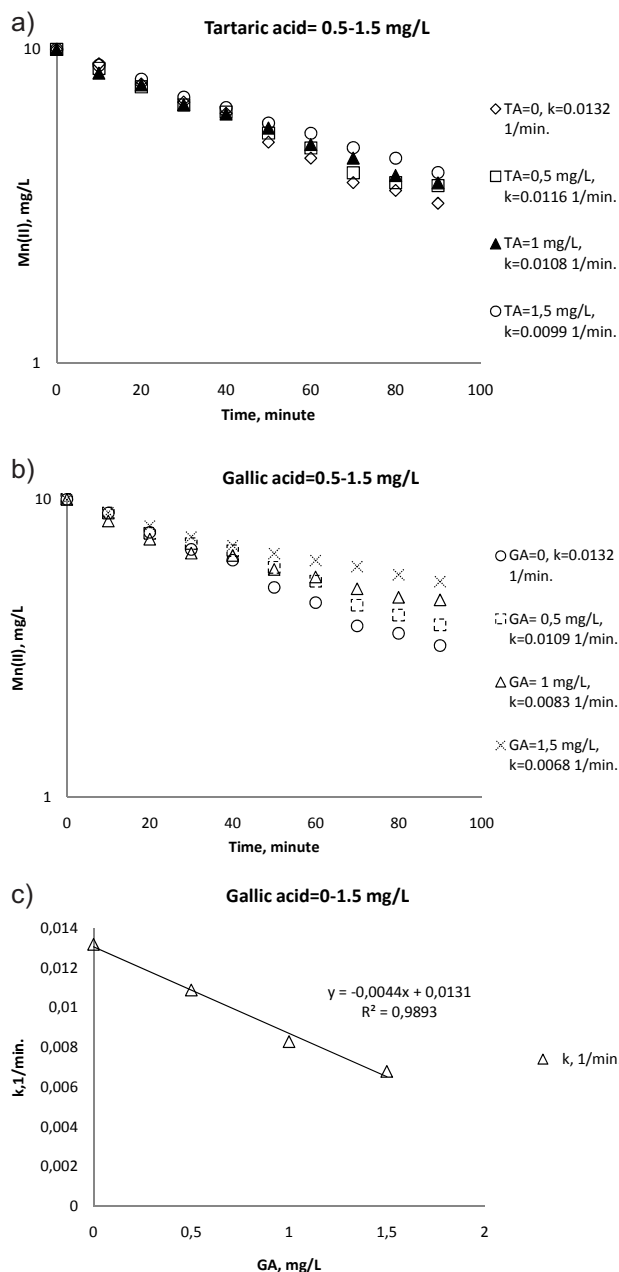 a)
Tartaric acid= 0.5-1.5 mg/L
10
1
Mn(II), mg/L
0 20 40 60 80 100
Time, minute
TA=0, k=0.0132
1/min.
TA=0,5 mg/L,
k=0.0116 1/min.
TA=1 mg/L,
k=0.0108 1/min.
TA=1,5 mg/L,
k=0.0099 1/min.
b)
Gallic acid=0.5-1.5 mg/L
10
1
Mn(II), mg/L
0 20 40 60 80 100
Time, minute
GA=0, k=0.0132
1/min.
GA= 0,5 mg/L,
k=0.0109 1/min.
GA= 1 mg/L,
k=0.0083 1/min.
GA=1,5 mg/L,
k=0.0068 1/min.
c)
Gallic acid=0-1.5 mg/L
0,014
0,012
0,01
0,008
0,006
0,004
0,002
0
k,1/min.
y = -0,0044x + 0,0131
R² = 0,9893
k, 1/min
0 0,5 1 1,5 2
GA, mg/L